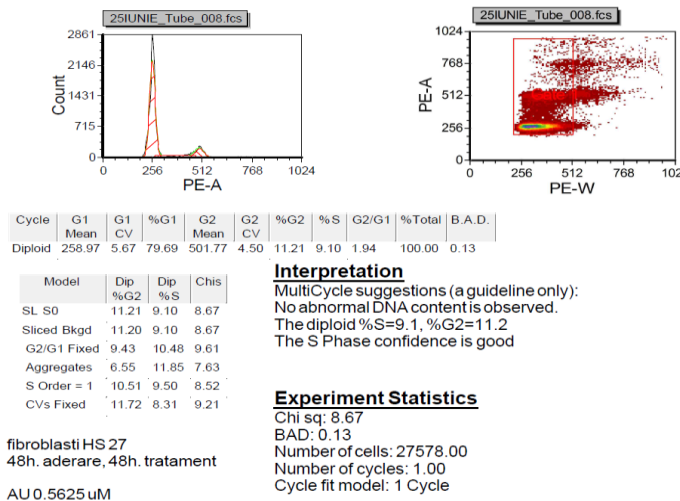 25IUNIE_Tube_008.fcs
2861
2146
1431
715
0
Count
0 256 512 768 1024
PE-A
25IUNIE_Tube_008.fcs
1024
768
512
256
0
PE-A
0 256 512 768 102
PE-W
Cycle G1 Mean G1 CV %G1 G2 Mean G2 CV %G2 %S G2/G1 %Total B.A.D.
Diploid 258.97 5.67 79.69 501.77 4.50 11.21 9.10 1.94 100.00 0.13
Model Dip %G2 Dip %S Chis
SL S0 11.21 9.10 8.67
Sliced Bkgd 11.20 9.10 8.67
G2/G1 Fixed 9.43 10.48 9.61
Aggregates 6.55 11.85 7.63
S Order = 1 10.51 9.50 8.52
CVs Fixed 11.72 8.31 9.21
Interpretation
MultiCycle suggestions (a guideline only):
No abnormal DNA content is observed.
The diploid %S=9.1, %G2=11.2
The S Phase confidence is good
Experiment Statistics
Chi sq: 8.67
BAD: 0.13
Number of cells: 27578.00
Number of cycles: 1.00
Cycle fit model: 1 Cycle
fibroblasti HS 27
48h. aderare, 48h. tratament
AU 0.5625 uM